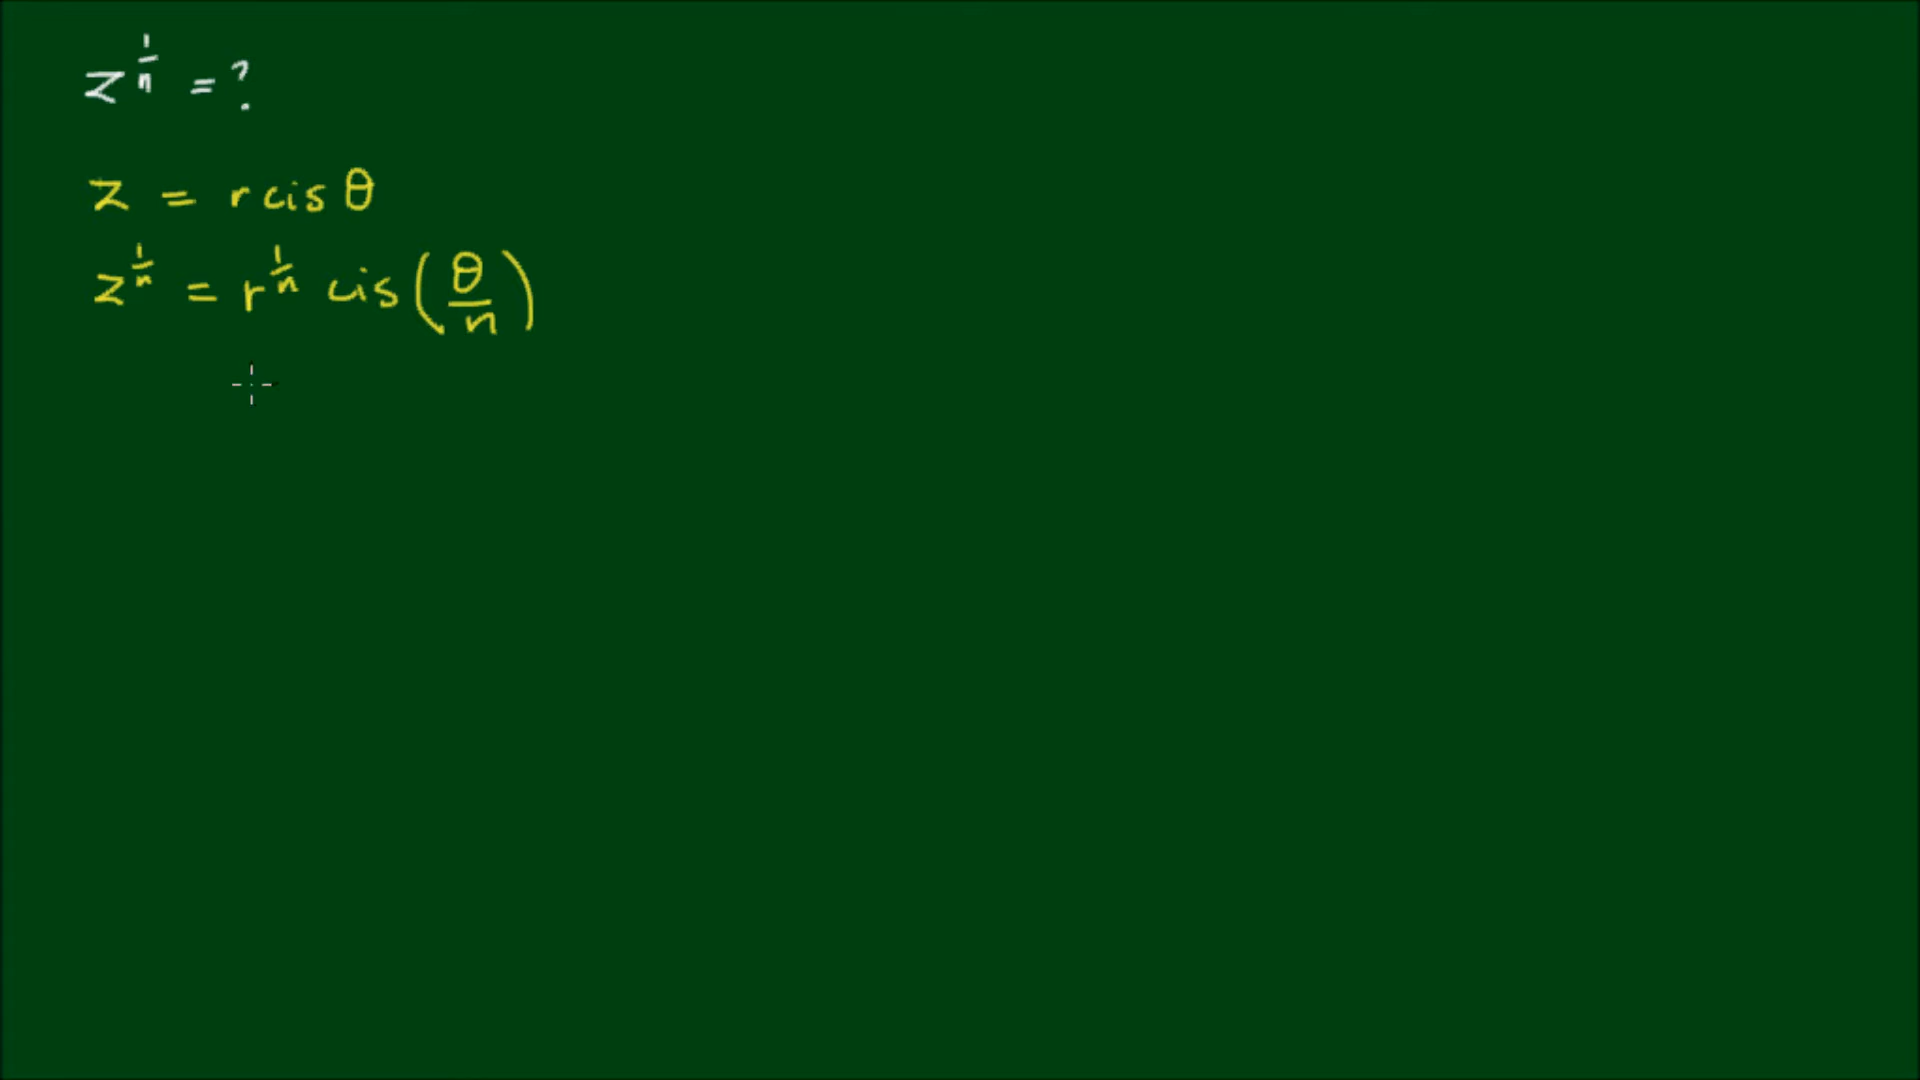 z^{1/n} = ?
z = r cis θ
z^{1/n} = r^{1/n} cis(θ/n)